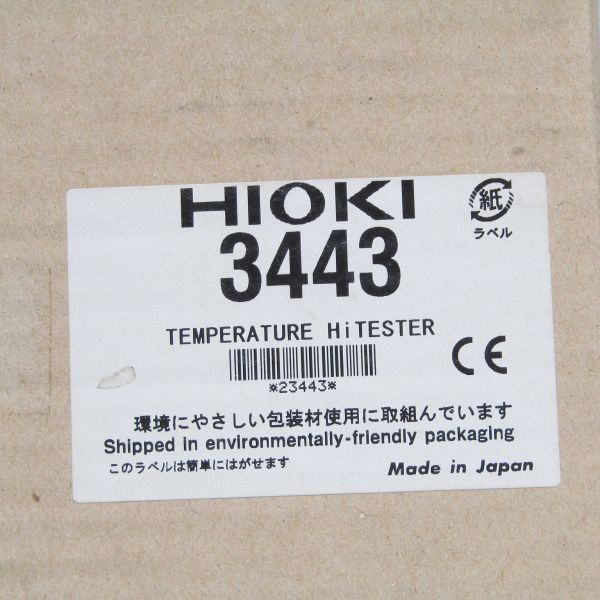 HIOKI
紙
ラベル
3443
TEMPERATURE HiTESTER
*23443*
CE
環境にやさしい包装材使用に取組んでいます
Shipped in environmentally-friendly packaging
このラベルは簡単にはがせます
Made in Japan